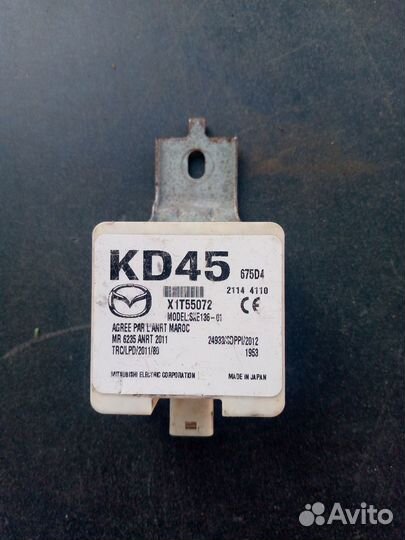 KD45 675D4
2114 4110
X1T55072
MODEL:SKE136-01
AGREE PAR L'ANRT MAROC
MR 6235 ANRT 2011 24933/SDPPI/2012
TRC/LPD/2011/80 1953
MITSUBISHI ELECTRIC CORPORATION MADE IN JAPAN
Avito